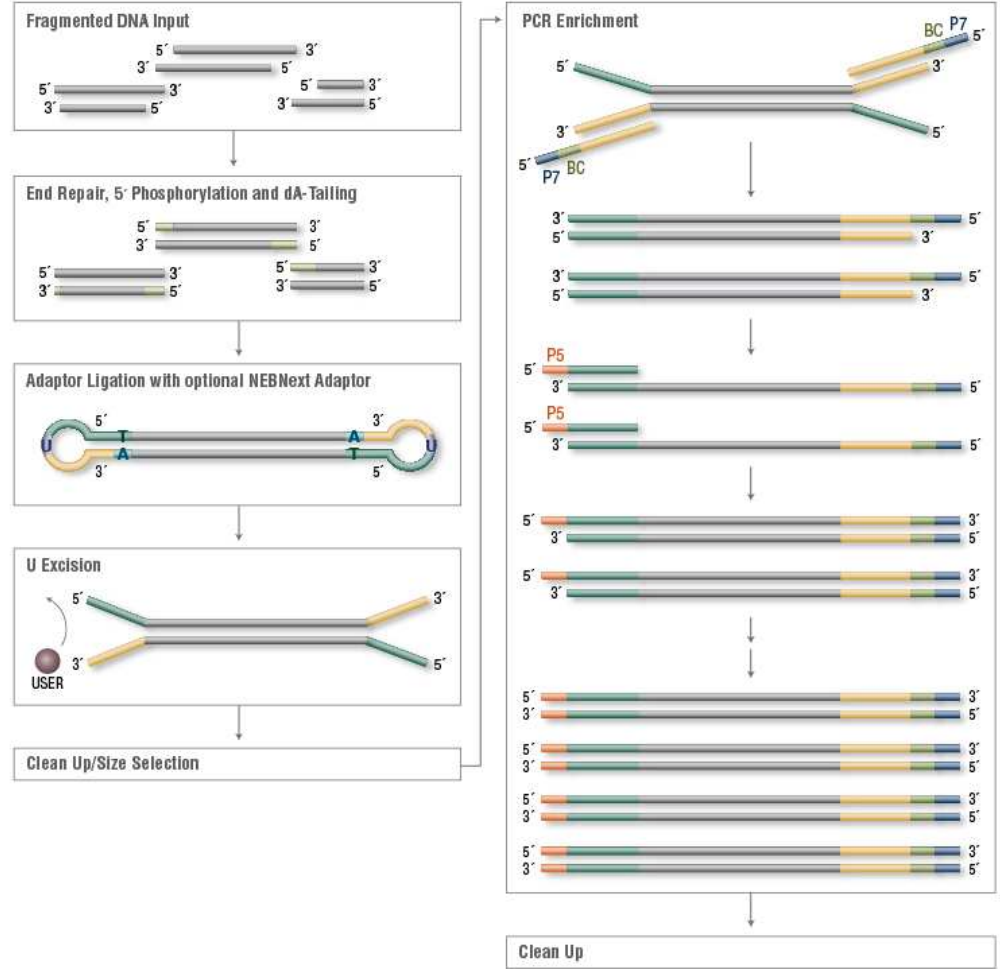 Fragmented DNA Input
5´ 3´
3´ 5´
5´ 3´
5´ 3´
3´ 5´
3´ 5´
End Repair, 5´ Phosphorylation and dA-Tailing
5´ 3´
3´ 5´
5´ 3´
5´ 3´
3´ 5´
3´ 5´
Adaptor Ligation with optional NEBNext Adaptor
5´ 3´
T A
U U
A T
3´ 5´
U Excision
5´ 3´
3´ 5´
USER
Clean Up/Size Selection
PCR Enrichment
BC P7 5´
5´ 3´
3´ 5´
5´ P7 BC
3´ 5´
5´ 3´
3´ 5´
5´ 3´
P5
5´
3´ 5´
P5
5´
3´ 5´
5´ 3´
3´ 5´
5´ 3´
3´ 5´
5´ 3´
3´ 5´
5´ 3´
3´ 5´
5´ 3´
3´ 5´
5´ 3´
3´ 5´
Clean Up